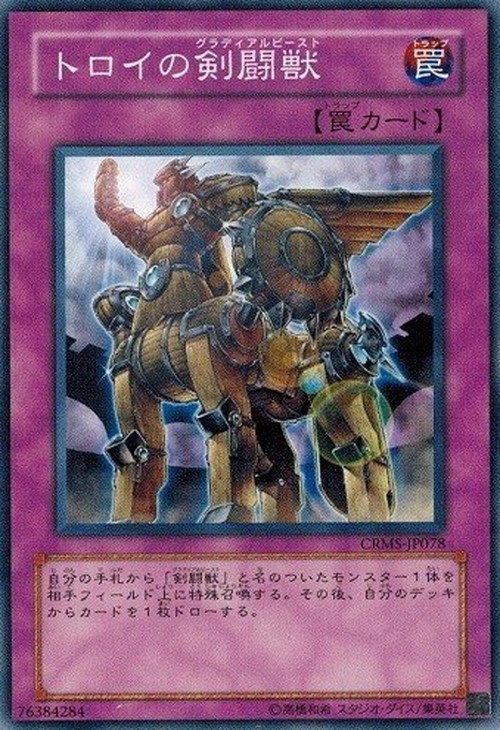 グラディアルビースト
トロイの剣闘獣
トラップ
罠
トラップ
【罠カード】
CRMS-JP078
自分の手札から「剣闘獣」と名のついたモンスター1体を
相手フィールド上に特殊召喚する。その後、自分のデッキ
からカードを1枚ドローする。
76384284
©高橋和希 スタジオ・ダイス/集英社